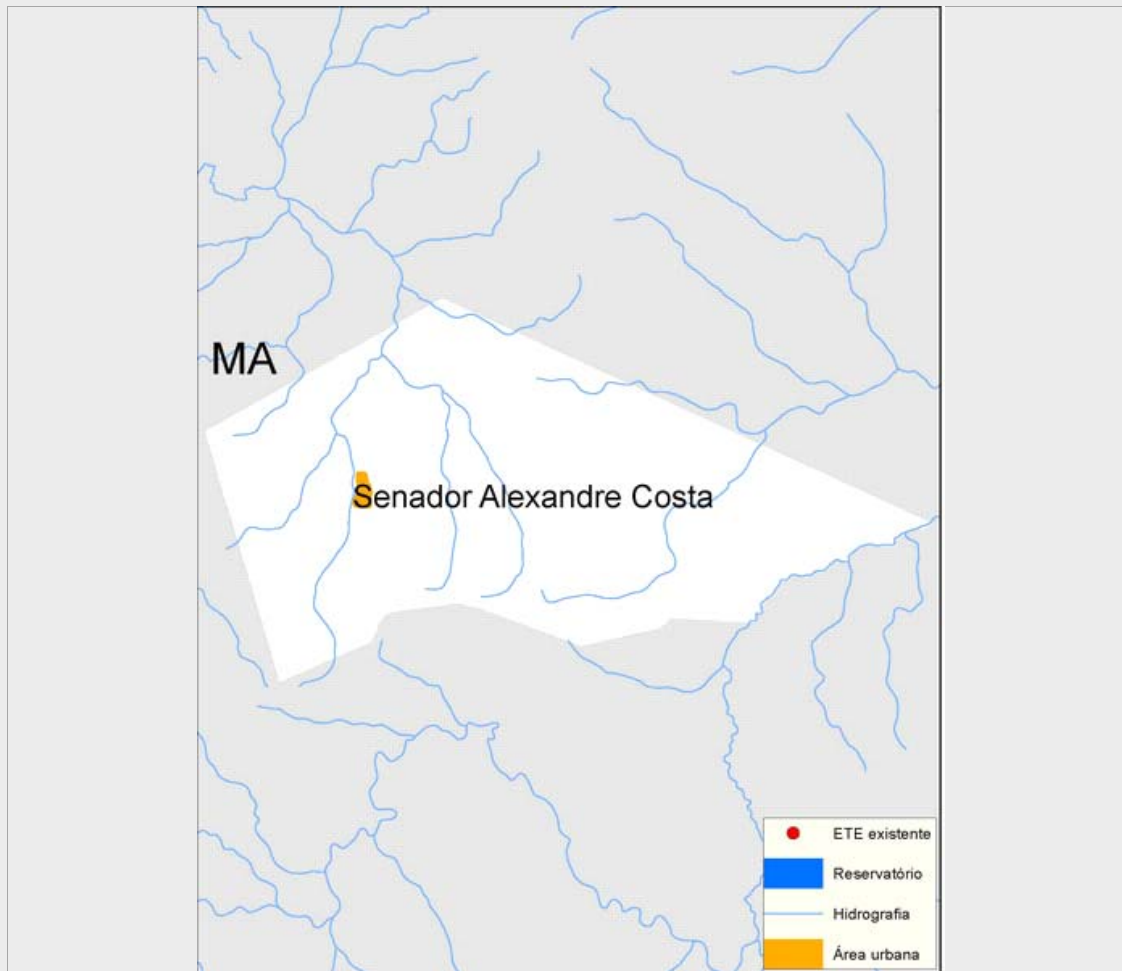 MA
Senador Alexandre Costa
ETE existente
Reservatório
Hidrografia
Área urbana